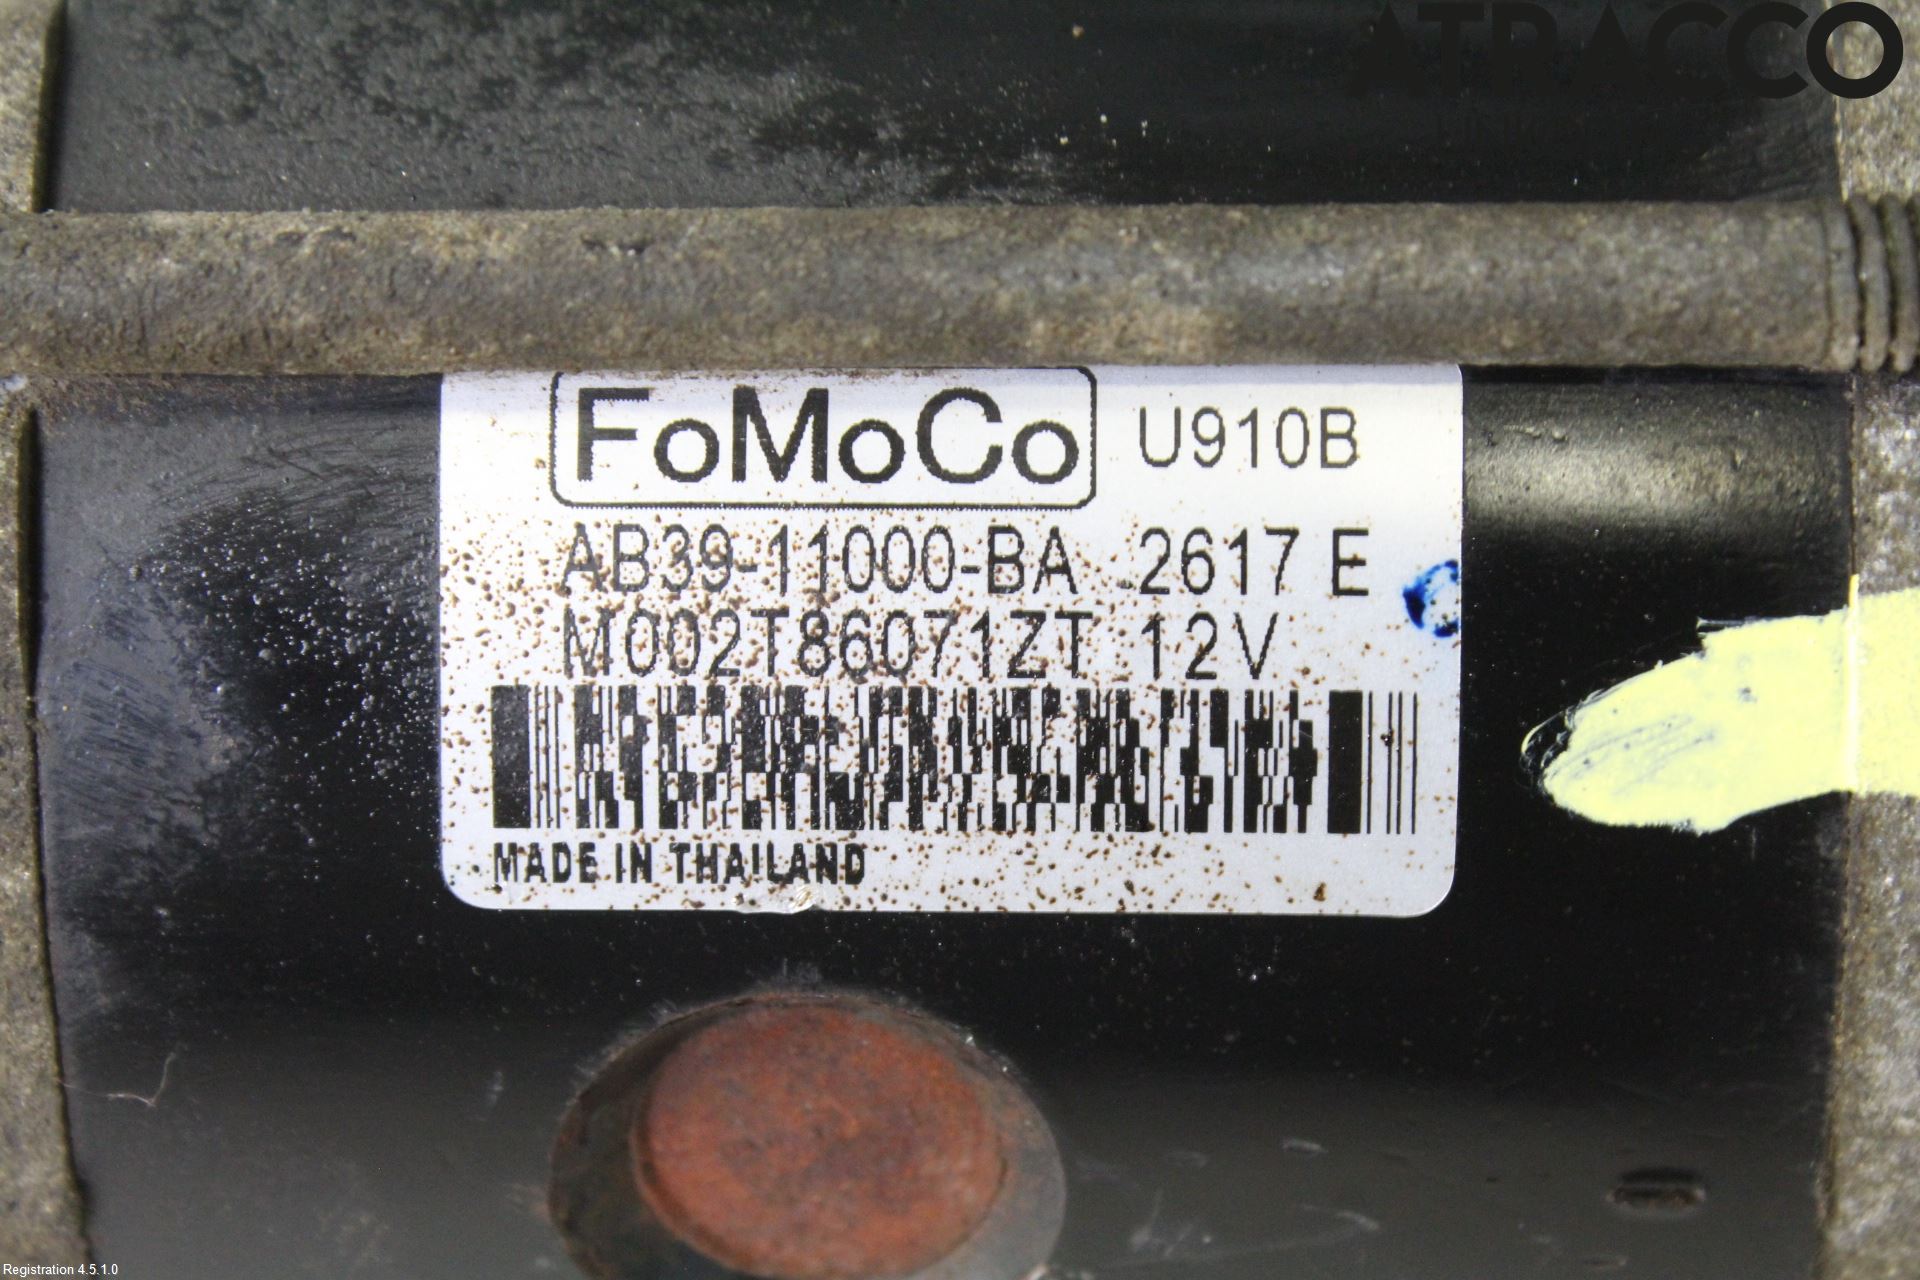 ATRACCO
FoMoCo U910B
AB39-11000-BA 2617 E
M002T86071ZT 12V
MADE IN THAILAND
Registration 4.5.1.0